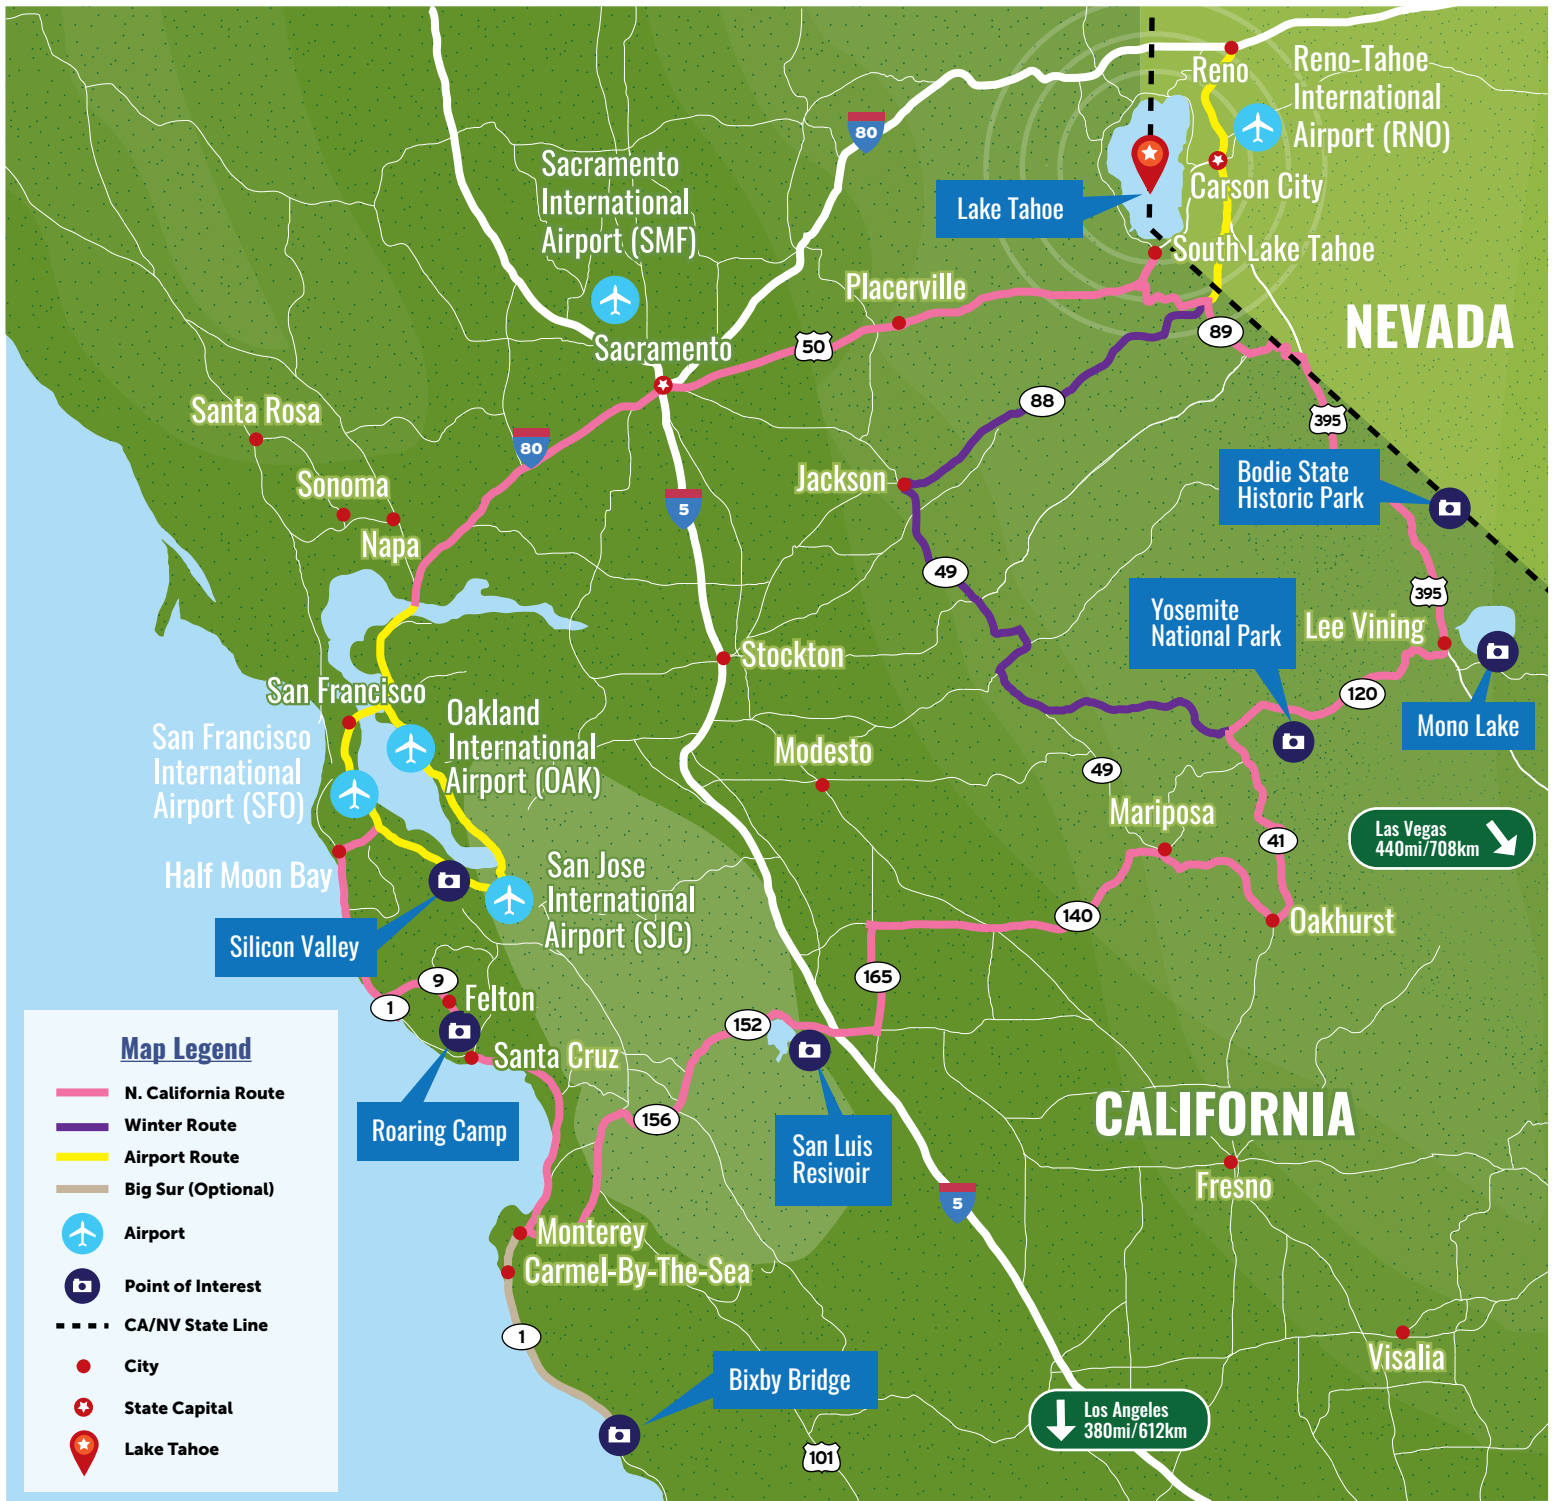 Reno
Reno-Tahoe
International
Airport (RNO)
80
Sacramento
International
Airport (SMF)
Lake Tahoe
Carson City
South Lake Tahoe
Placerville
NEVADA
89
50
Sacramento
88
395
Santa Rosa
80
Jackson
Bodie State
Historic Park
Sonoma
5
Napa
49
395
Yosemite
National Park
Lee Vining
Stockton
120
San Francisco
Oakland
International
Airport (OAK)
Mono Lake
San Francisco
International
Airport (SFO)
Modesto
49
Mariposa
41
Las Vegas
440mi/708km
Half Moon Bay
San Jose
International
Airport (SJC)
140
Oakhurst
Silicon Valley
165
9
Felton
1
152
Santa Cruz
156
Roaring Camp
San Luis
Resivoir
CALIFORNIA
Fresno
5
Monterey
Carmel-By-The-Sea
1
Visalia
Bixby Bridge
Los Angeles
380mi/612km
101
Map Legend
N. California Route
Winter Route
Airport Route
Big Sur (Optional)
Airport
Point of Interest
CA/NV State Line
City
State Capital
Lake Tahoe